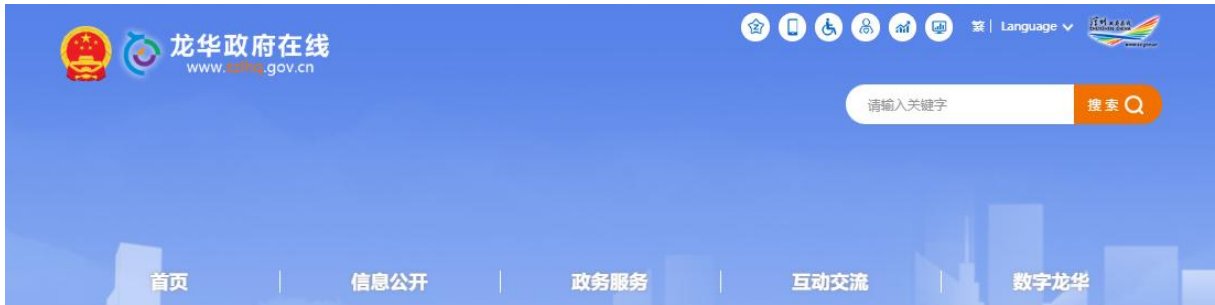 龙华政府在线
www.szlhq.gov.cn
繁 | Language
请输入关键字
搜索
首页
信息公开
政务服务
互动交流
数字龙华